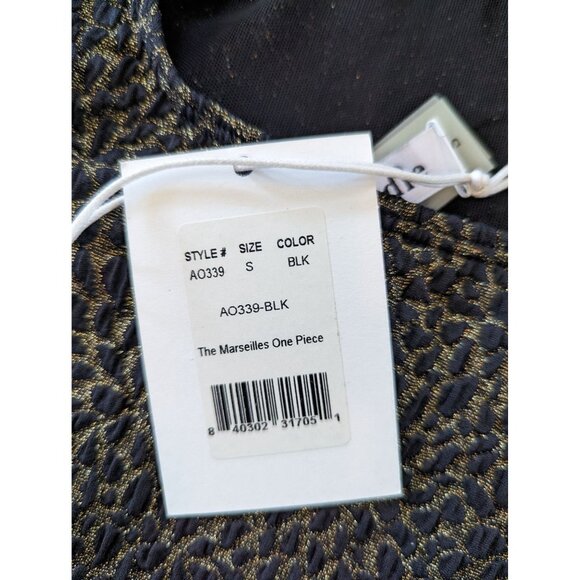 STYLE # SIZE COLOR
AO339 S BLK
AO339-BLK
The Marseilles One Piece
8 40302 31705 1